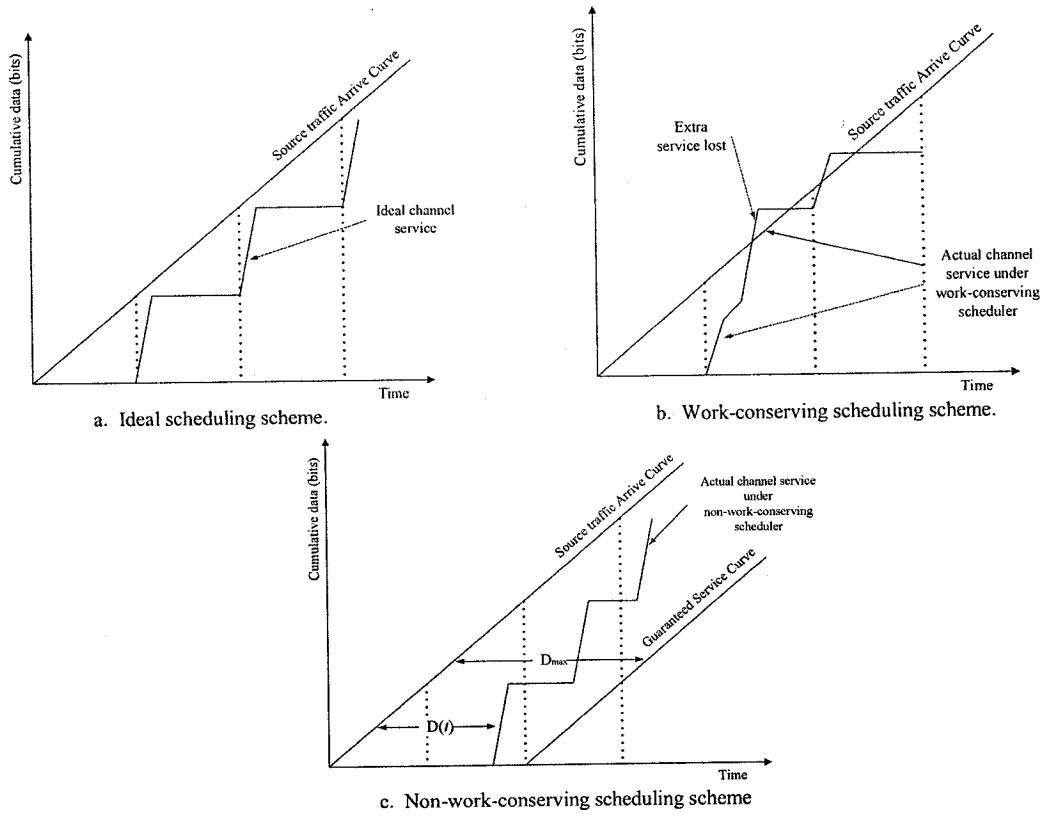 Cumulative data (bits)
Source traffic Arrive Curve
Ideal channel
service
Time
a. Ideal scheduling scheme.
Cumulative data (bits)
Source traffic Arrive Curve
Extra
service lost
Actual channel
service under
work-conserving
scheduler
Time
b. Work-conserving scheduling scheme.
Cumulative data (bits)
Source traffic Arrive Curve
Actual channel service
under
non-work-conserving
scheduler
Guaranteed Service Curve
Dmax
D(t)
Time
c. Non-work-conserving scheduling scheme